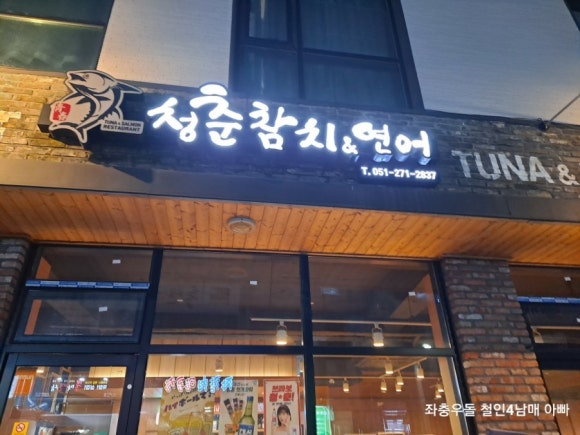 청춘참치&연어
TUNA & SALMON
RESTAURANT
T. 051-271-2837
TUNA &
좌충우돌 철인4남매 아빠